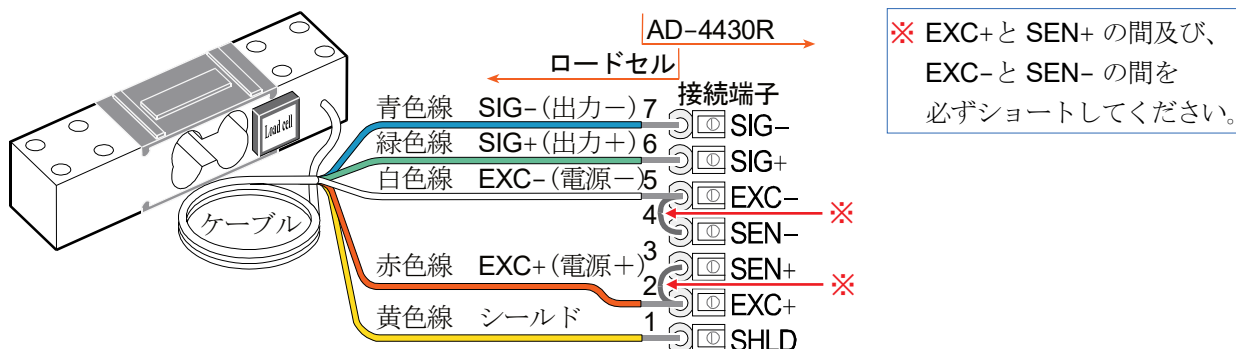 AD-4430R
ロードセル
接続端子
青色線 SIG-(出力－) 7 SIG-
緑色線 SIG+(出力＋) 6 SIG+
白色線 EXC-(電源－) 5 EXC-
4 SEN- ※
赤色線 EXC+(電源＋) 3 SEN+
2 EXC+ ※
黄色線 シールド 1 SHLD
Load cell
ケーブル
※ EXC+と SEN+ の間及び、
EXC-と SEN- の間を
必ずショートしてください。